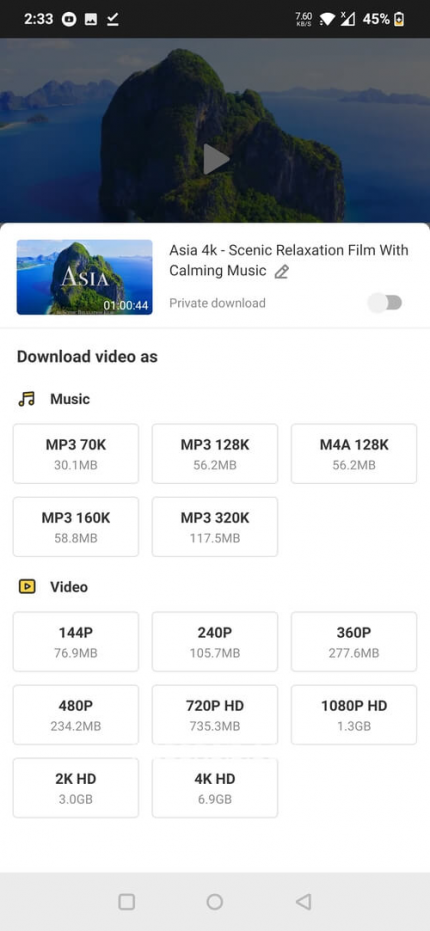 2:33
7.60
KB/S
X
45%
ASIA
01:00:44
Asia 4k - Scenic Relaxation Film With
Calming Music
Private download
Download video as
Music
MP3 70K
30.1MB
MP3 128K
56.2MB
M4A 128K
56.2MB
MP3 160K
58.8MB
MP3 320K
117.5MB
Video
144P
76.9MB
240P
105.7MB
360P
277.6MB
480P
234.2MB
720P HD
735.3MB
1080P HD
1.3GB
2K HD
3.0GB
4K HD
6.9GB